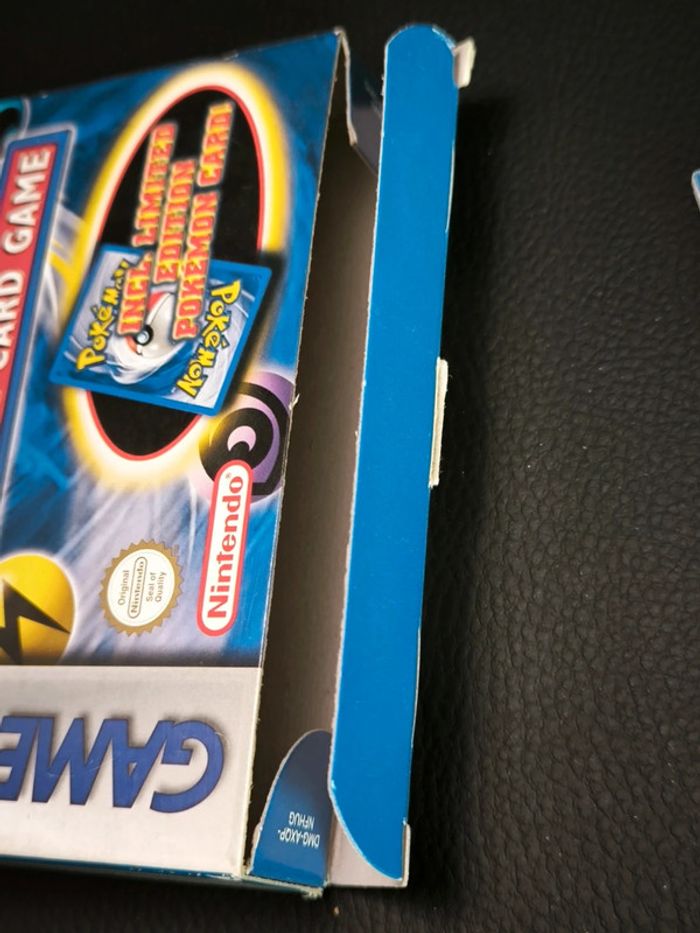 CARD GAME
INCL. LIMITED
EDITION
POKÉMON CARD!
POKéMON
POKéMON
Nintendo®
Original
Nintendo
Seal of
Quality
GAME
DMG-AXQP-
NFHUG